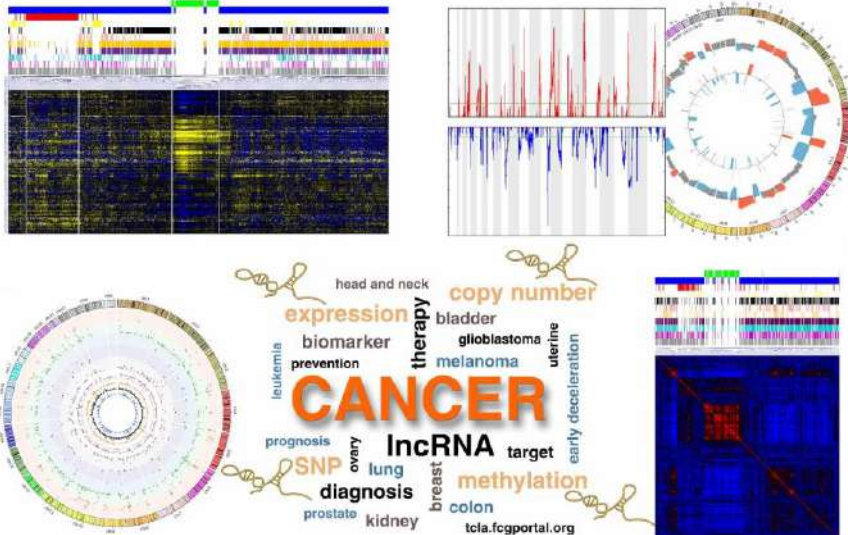 head and neck
copy number
expression
therapy
bladder
biomarker
glioblastoma
uterine
leukemia
prevention
melanoma
early deceleration
CANCER
prognosis
ovary
lncRNA
target
SNP
lung
breast
methylation
diagnosis
colon
prostate
kidney
tcla.fcgportal.org